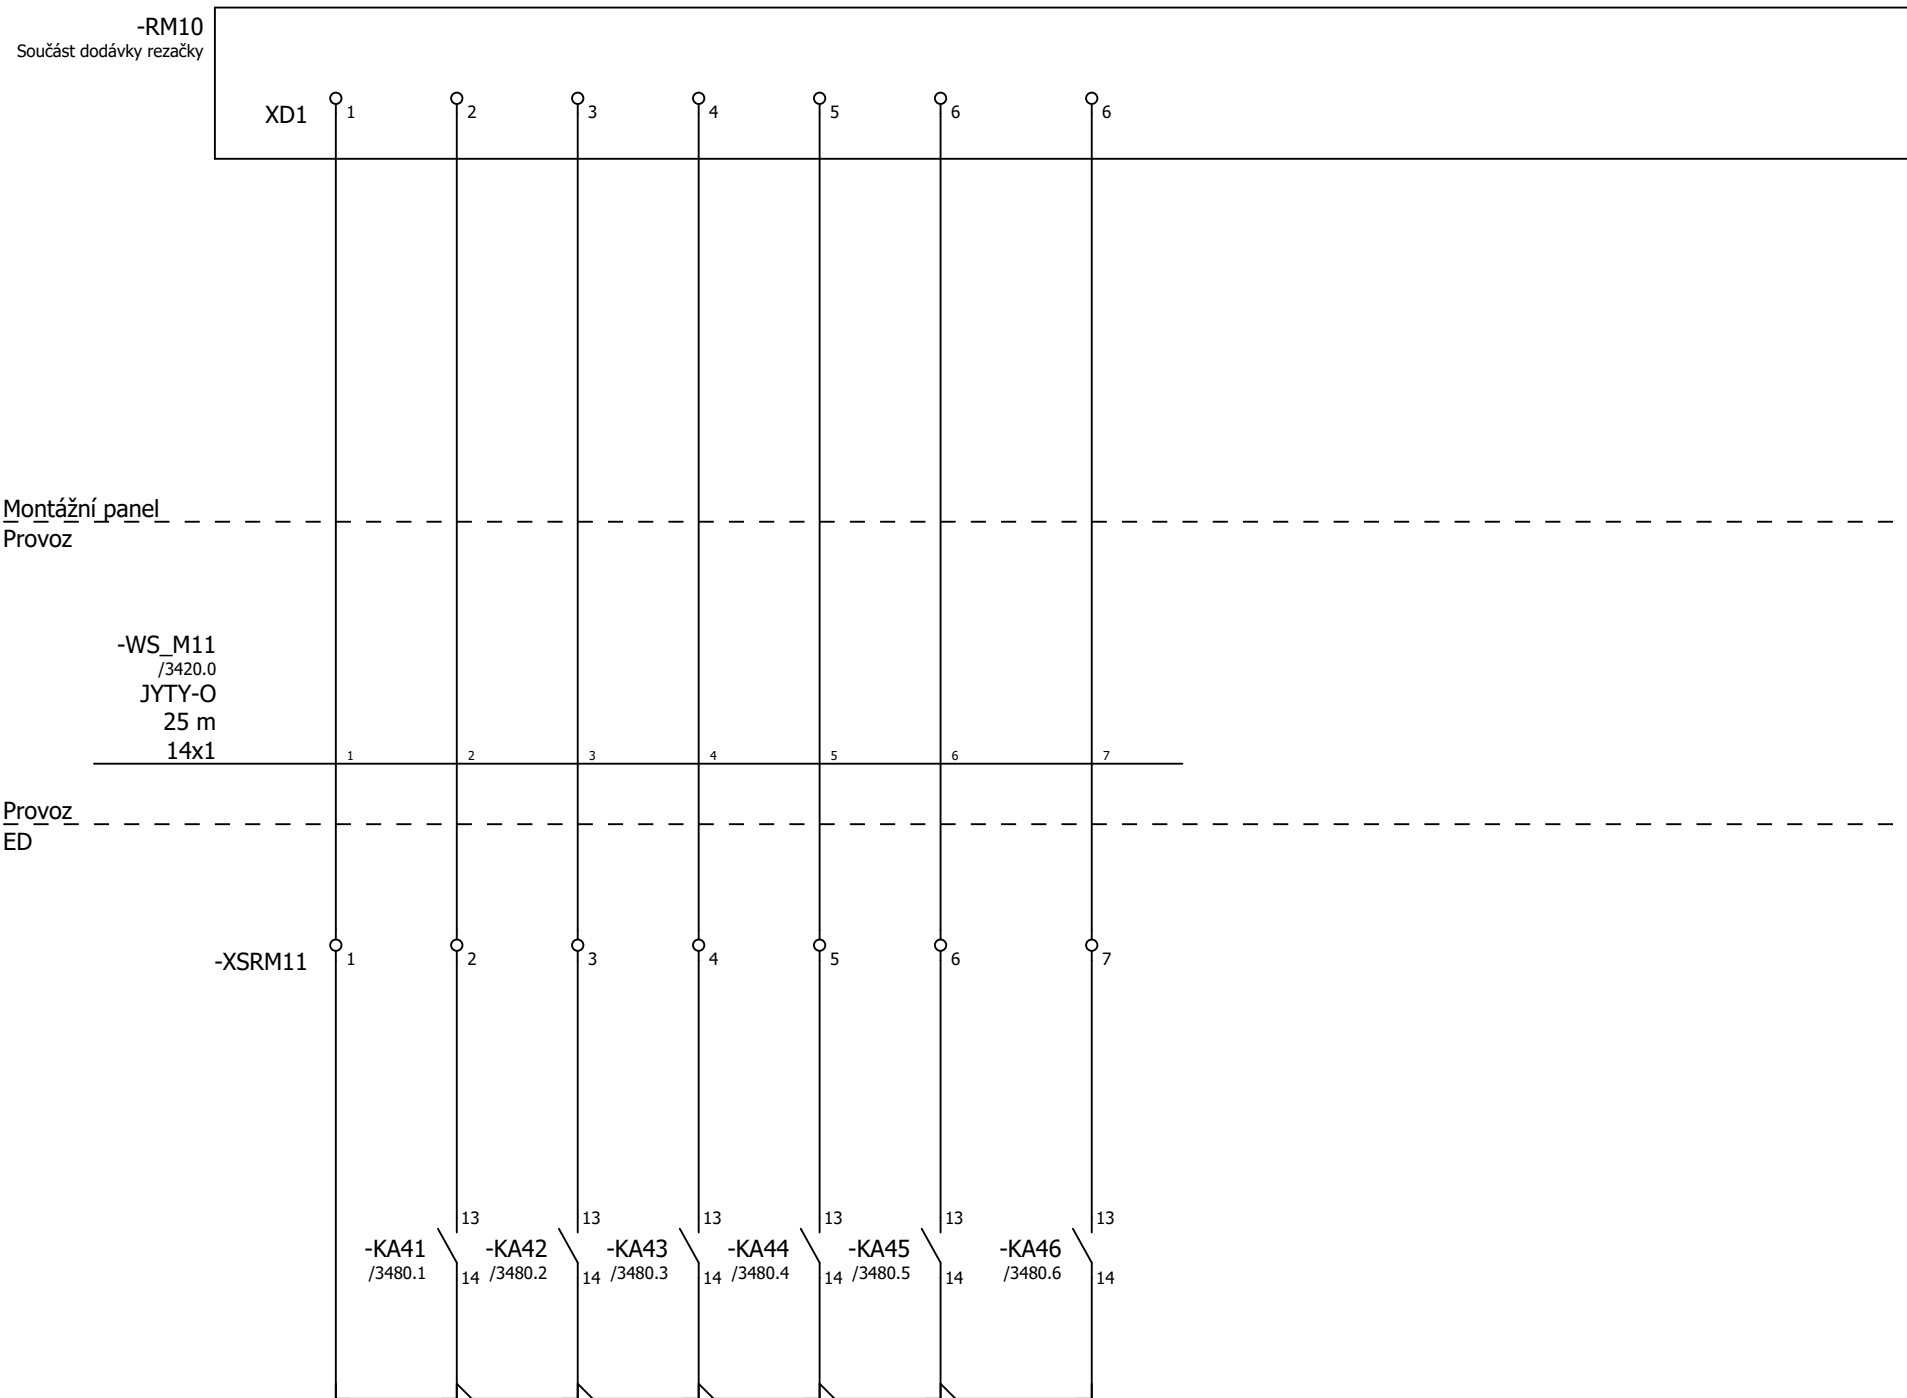 -RM10
Součást dodávky rezačky
XD1 1 2 3 4 5 6 6
Montážní panel
Provoz
-WS_M11
/3420.0
JYTY-O
25 m
14x1
1 2 3 4 5 6 7
Provoz
ED
-XSRM11 1 2 3 4 5 6 7
13 13 13 13 13 13
-KA41 -KA42 -KA43 -KA44 -KA45 -KA46
/3480.1 14 /3480.2 14 /3480.3 14 /3480.4 14 /3480.5 14 /3480.6 14